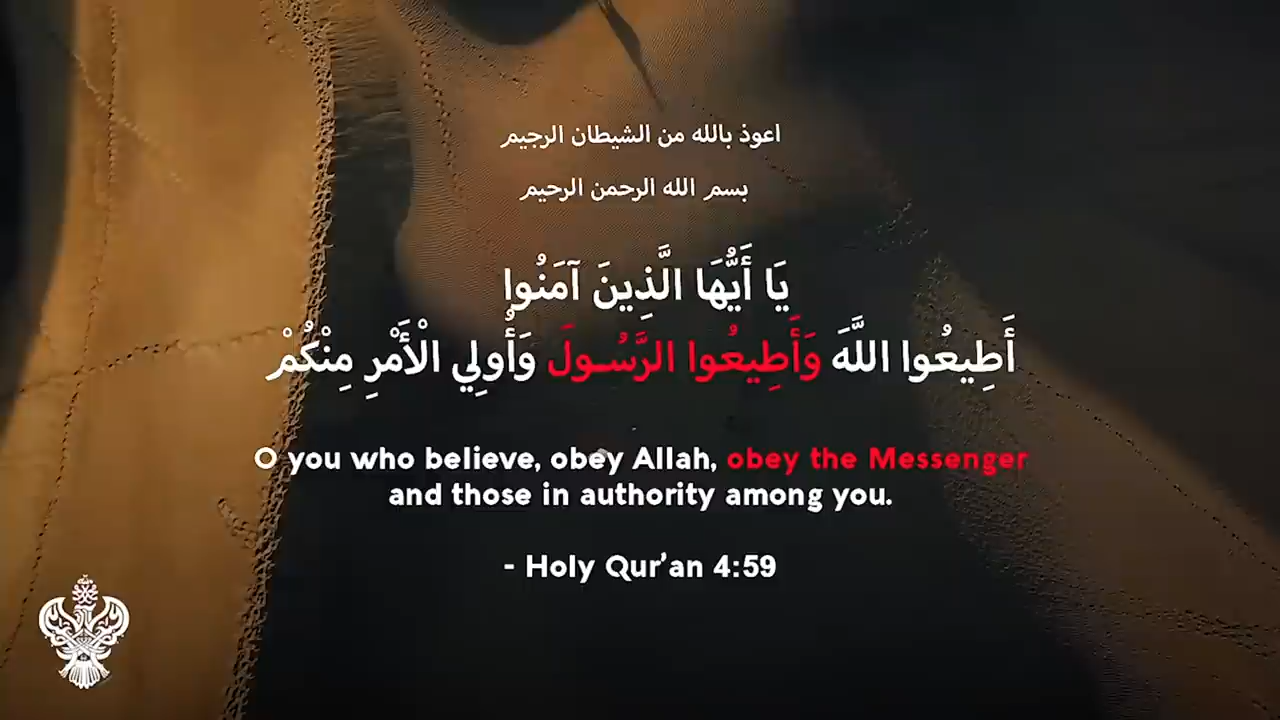 اعوذ بالله من الشيطان الرجيم
بسم الله الرحمن الرحيم
يَا أَيُّهَا الَّذِينَ آمَنُوا
أَطِيعُوا اللَّهَ وَأَطِيعُوا الرَّسُـولَ وَأُولِي الْأَمْرِ مِنْكُمْ
O you who believe, obey Allah, obey the Messenger
and those in authority among you.
- Holy Qur'an 4:59